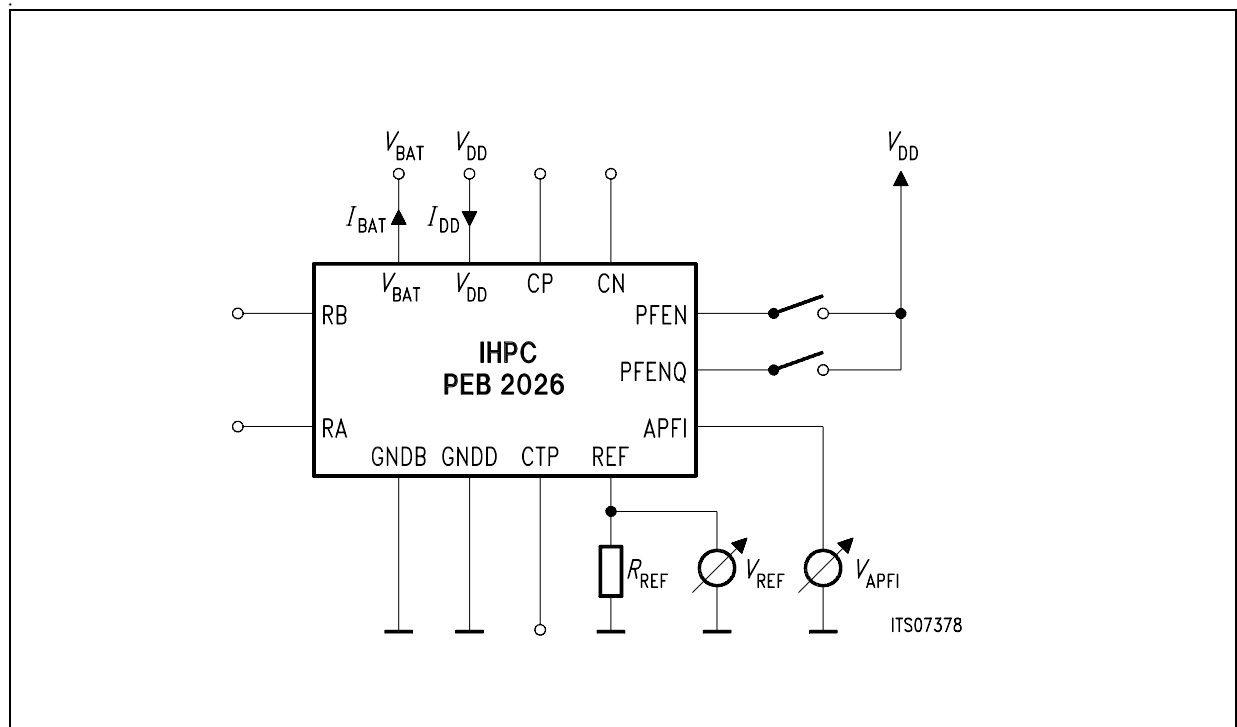 V_BAT V_DD V_DD
I_BAT I_DD
V_BAT V_DD CP CN
RB PFEN
IHPC
PEB 2026
PFENQ
RA APFI
GNDB GNDD CTP REF
R_REF V_REF V_APFI
ITS07378